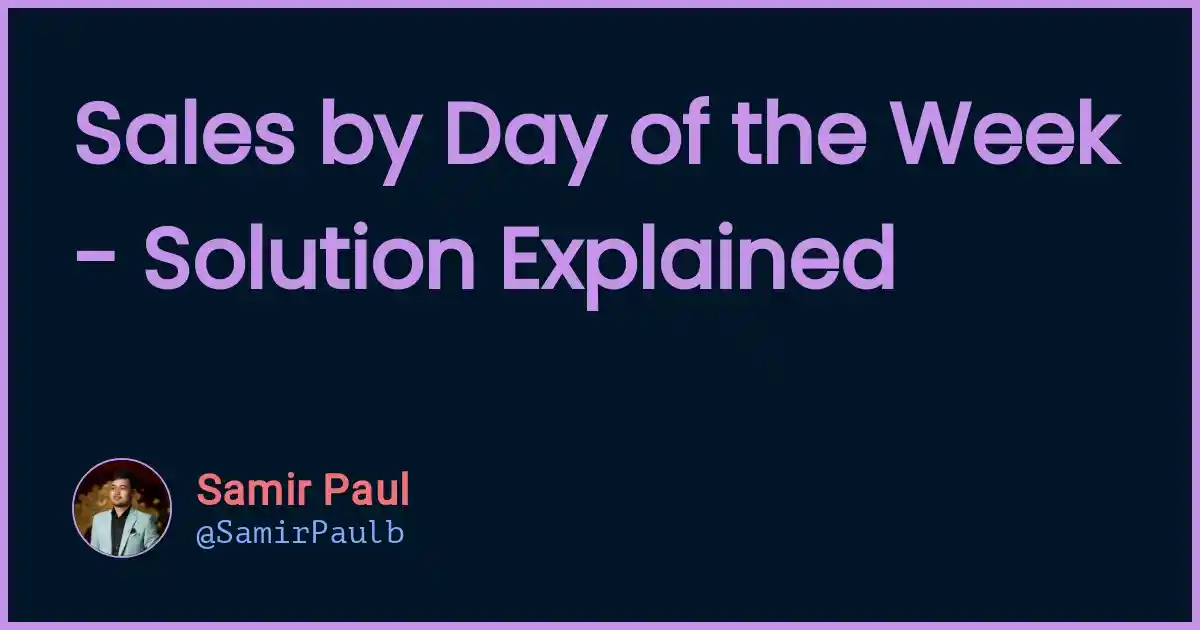 Sales by Day of the Week
- Solution Explained
Samir Paul
@SamirPaulb